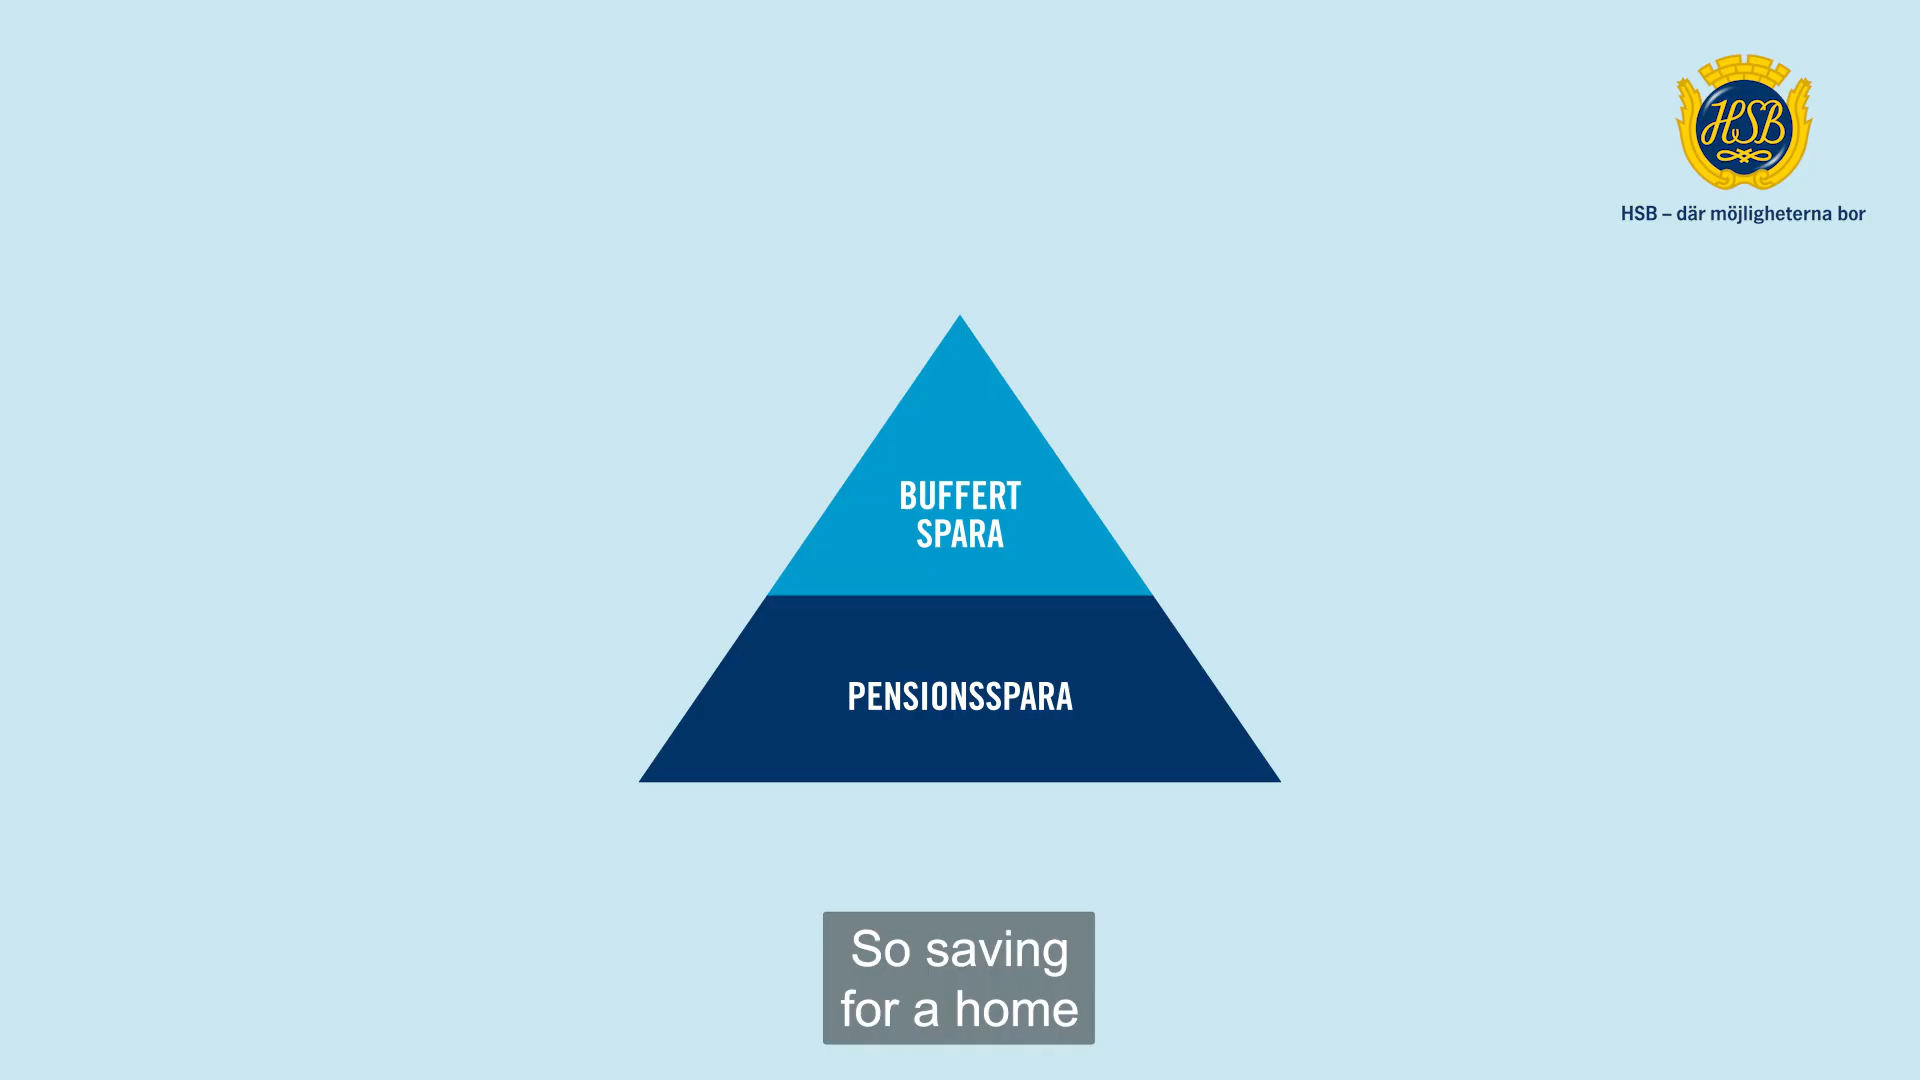 HSB
HSB – där möjligheterna bor
BUFFERT
SPARA
PENSIONSSPARA
So saving
for a home